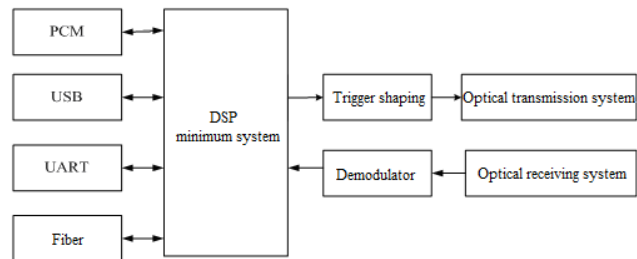 PCM
USB
UART
Fiber
DSP
minimum system
Trigger shaping
Optical transmission system
Demodulator
Optical receiving system